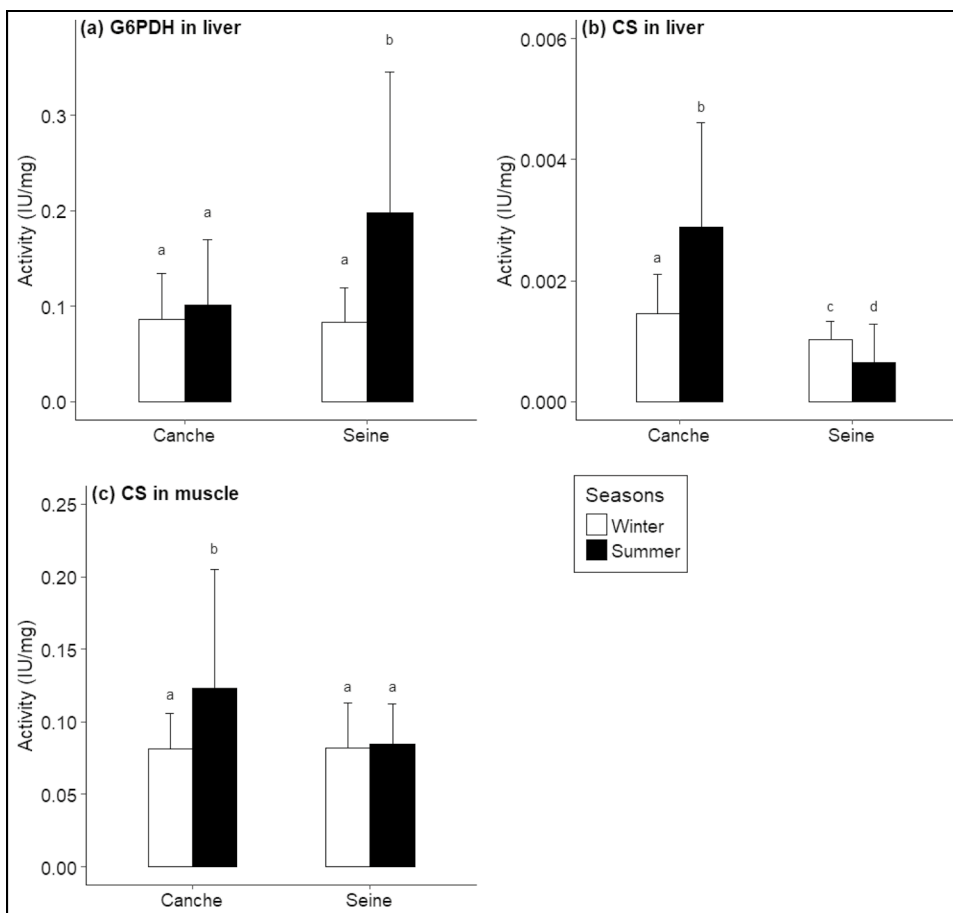 (a) G6PDH in liver
b
0.3
Activity (IU/mg)
0.2
a
a
a
0.1
0.0
Canche
Seine
(b) CS in liver
0.006
b
Activity (IU/mg)
0.004
a
0.002
c
d
0.000
Canche
Seine
(c) CS in muscle
0.25
b
0.20
Activity (IU/mg)
0.15
a
a
a
0.10
0.05
0.00
Canche
Seine
Seasons
Winter
Summer